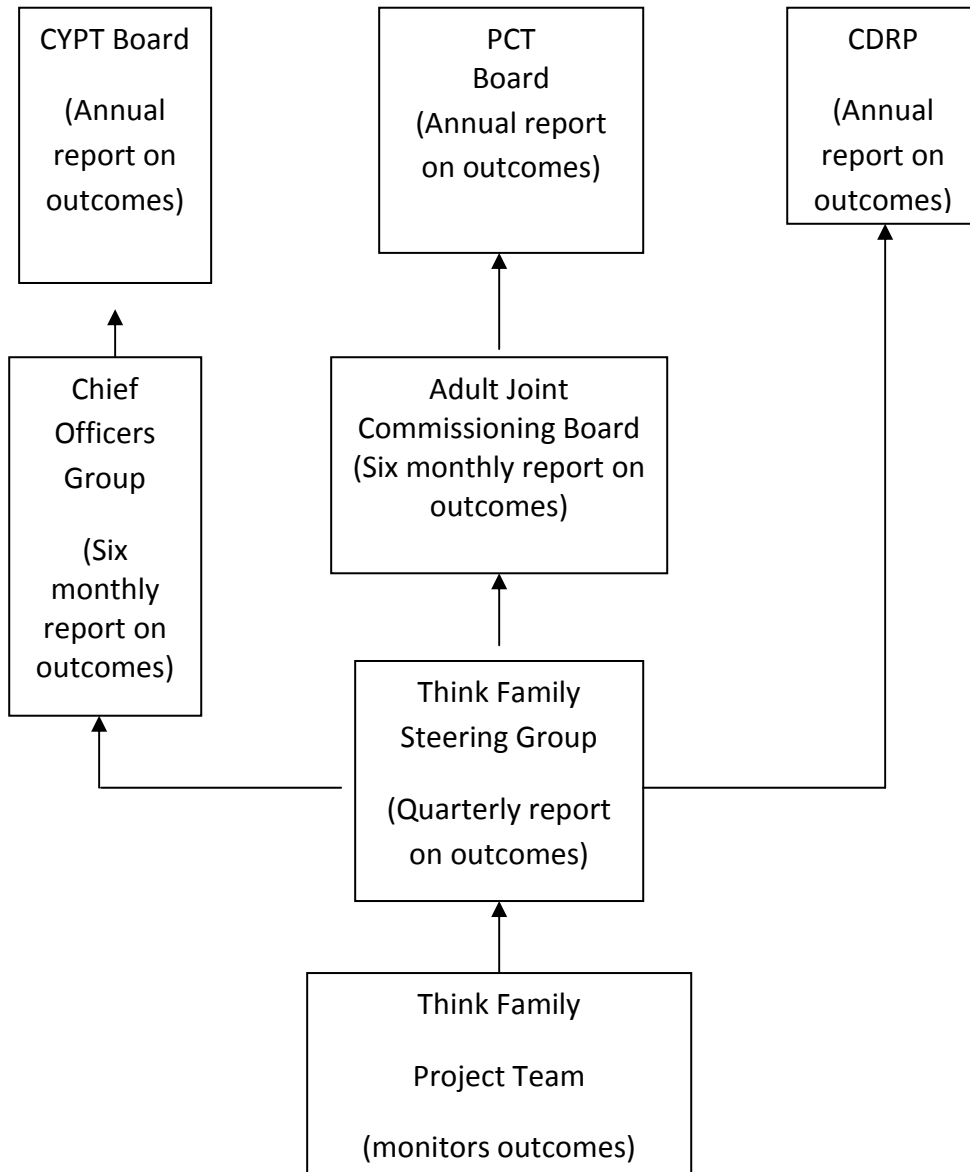 CYPT Board
(Annual
report on
outcomes)
PCT
Board
(Annual report
on outcomes)
CDRP
(Annual
report on
outcomes)
Chief
Officers
Group
(Six
monthly
report on
outcomes)
Adult Joint
Commissioning Board
(Six monthly report on
outcomes)
Think Family
Steering Group
(Quarterly report
on outcomes)
Think Family
Project Team
(monitors outcomes)